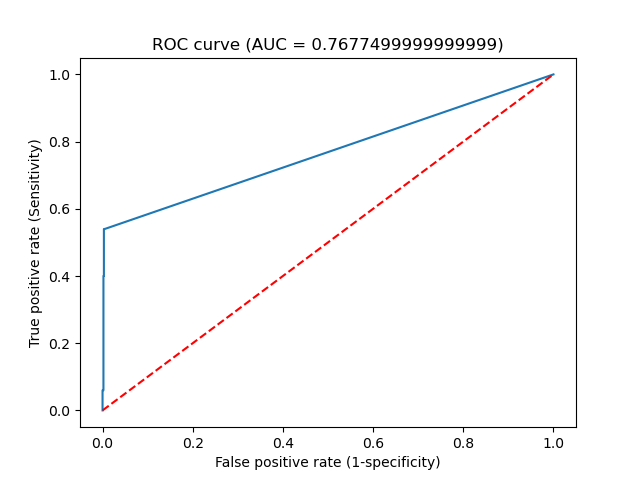 ROC curve (AUC = 0.7677499999999999)
1.0
0.8
0.6
0.4
0.2
0.0
True positive rate (Sensitivity)
0.0 0.2 0.4 0.6 0.8 1.0
False positive rate (1-specificity)